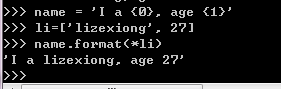 >>> name = 'I a {0}, age {1}'
>>> li=['lizexiong', 27]
>>> name.format(*li)
'I a lizexiong, age 27'
>>>